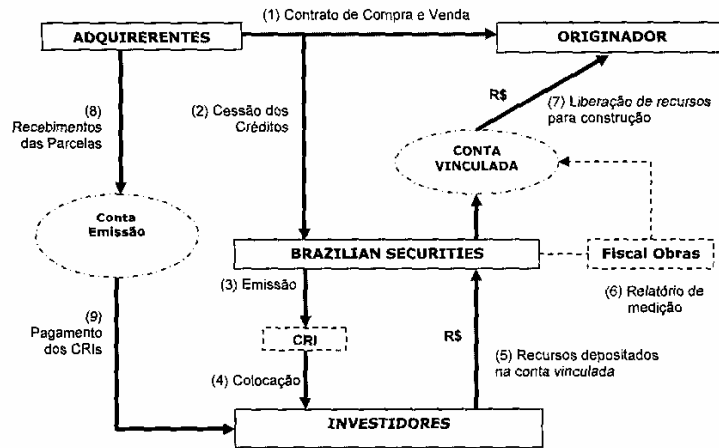 (1) Contrato de Compra e Venda
ADQUIRERENTES
ORIGINADOR
(8)
Recebimentos
das Parcelas
(2) Cessão dos
Créditos
R$
(7) Liberação de recursos
para construção
CONTA
VINCULADA
Conta
Emissão
BRAZILIAN SECURITIES
Fiscal Obras
(3) Emissão
(6) Relatório de
medição
(9)
Pagamento
dos CRIs
CRI
R$
(5) Recursos depositados
na conta vinculada
(4) Colocação
INVESTIDORES